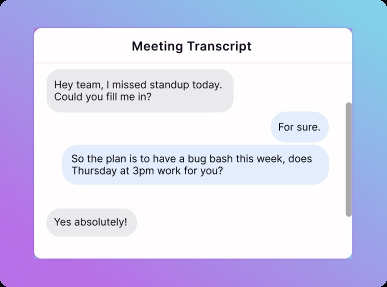 Meeting Transcript
Hey team, I missed standup today.
Could you fill me in?
For sure.
So the plan is to have a bug bash this week, does
Thursday at 3pm work for you?
Yes absolutely!